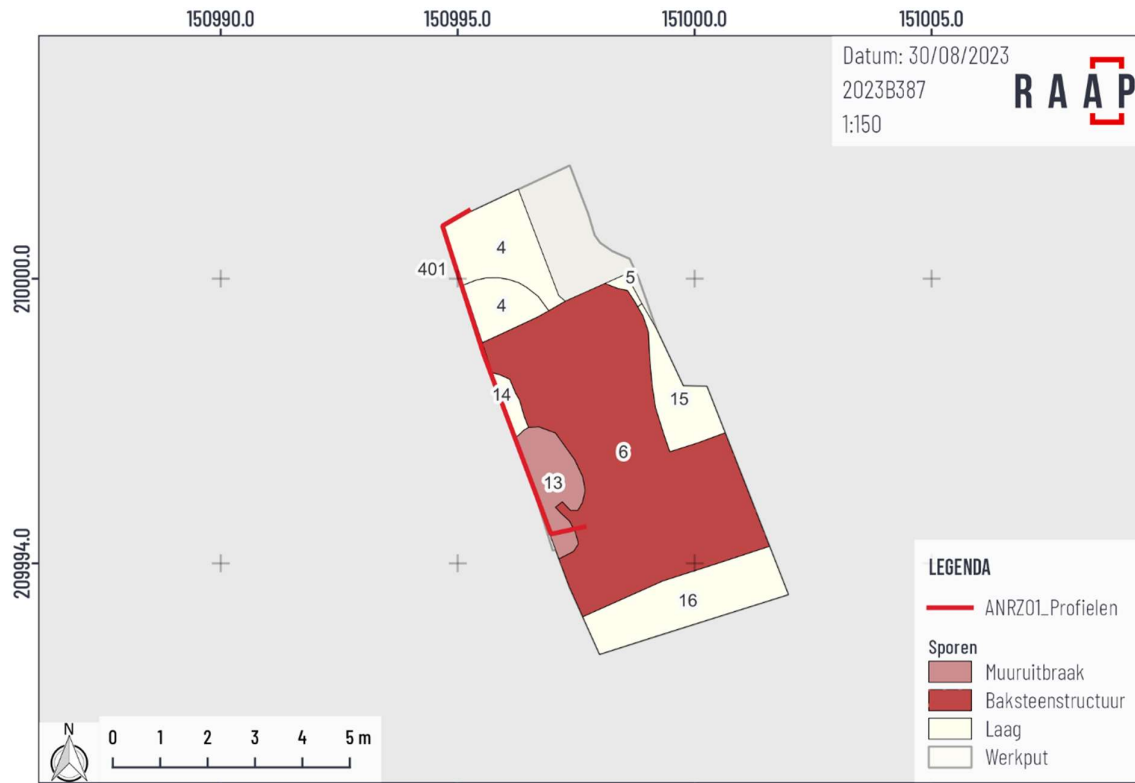 150990.0 150995.0 151000.0 151005.0
Datum: 30/08/2023
2023B387
1:150
RAAP
210000.0
209994.0
4
401
5
4
14
15
6
13
16
LEGENDA
ANRZ01_Profielen
Sporen
Muuruitbraak
Baksteenstructuur
Laag
Werkput
N
0 1 2 3 4 5 m